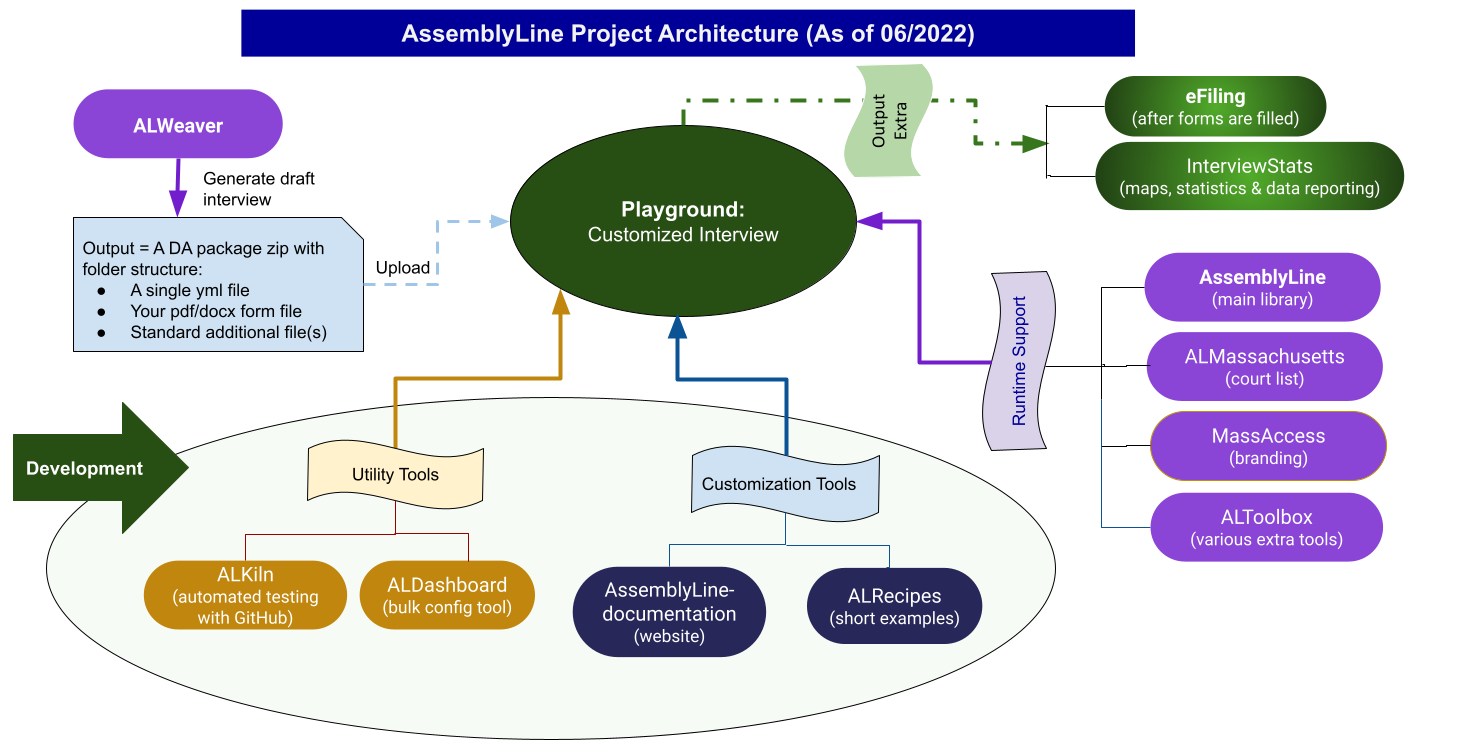 AssemblyLine Project Architecture (As of 06/2022)
ALWeaver
Generate draft
interview
Output = A DA package zip with
folder structure:
● A single yml file
● Your pdf/docx form file
● Standard additional file(s)
Upload
Playground:
Customized Interview
Output
Extra
eFiling
(after forms are filled)
InterviewStats
(maps, statistics & data reporting)
Runtime Support
AssemblyLine
(main library)
ALMassachusetts
(court list)
MassAccess
(branding)
ALToolbox
(various extra tools)
Development
Utility Tools
Customization Tools
ALKiln
(automated testing
with GitHub)
ALDashboard
(bulk config tool)
AssemblyLine-
documentation
(website)
ALRecipes
(short examples)